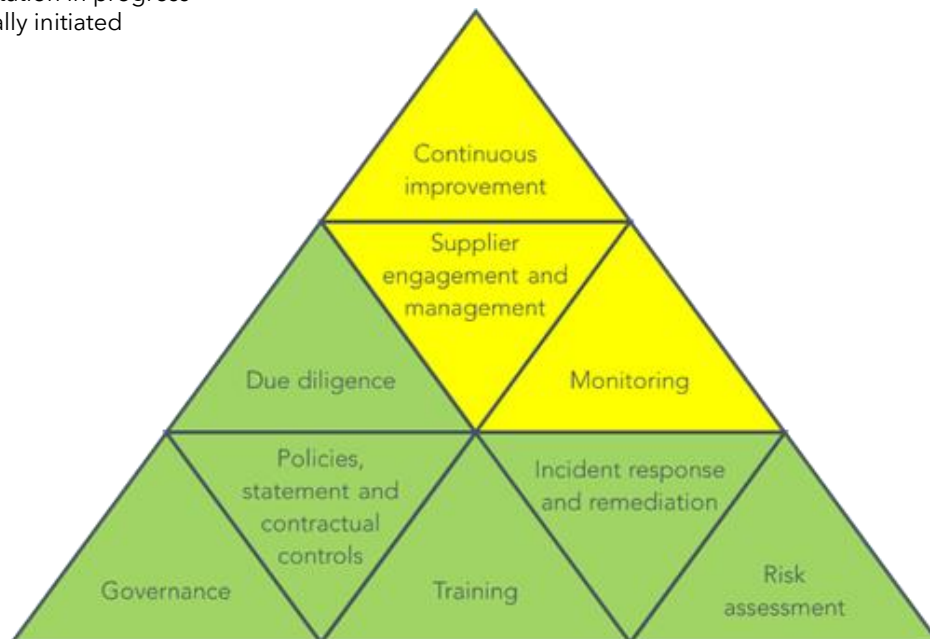 ally initiated
Continuous
improvement
Supplier
engagement and
management
Due diligence
Monitoring
Policies,
statement and
contractual
controls
Incident response
and remediation
Governance
Training
Risk
assessment